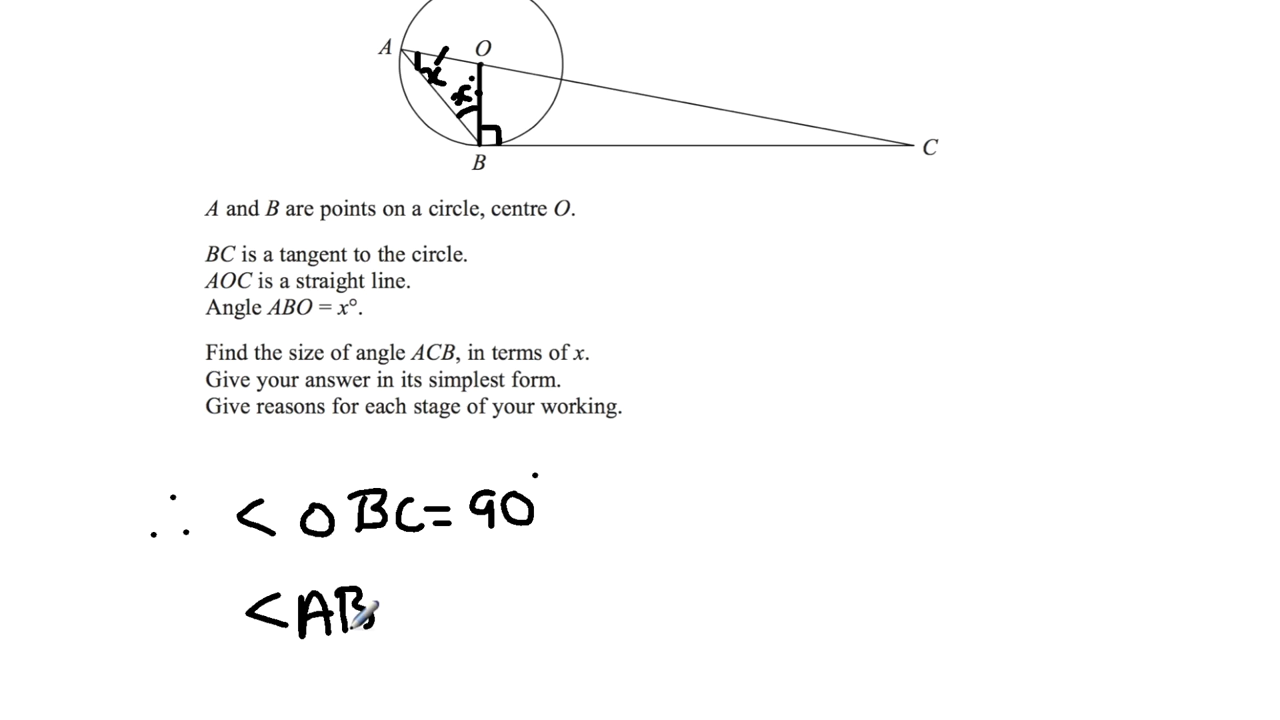 A O
x
x°
B
C
A and B are points on a circle, centre O.
BC is a tangent to the circle.
AOC is a straight line.
Angle ABO = x°.
Find the size of angle ACB, in terms of x.
Give your answer in its simplest form.
Give reasons for each stage of your working.
∴ < OBC = 90°
< AB